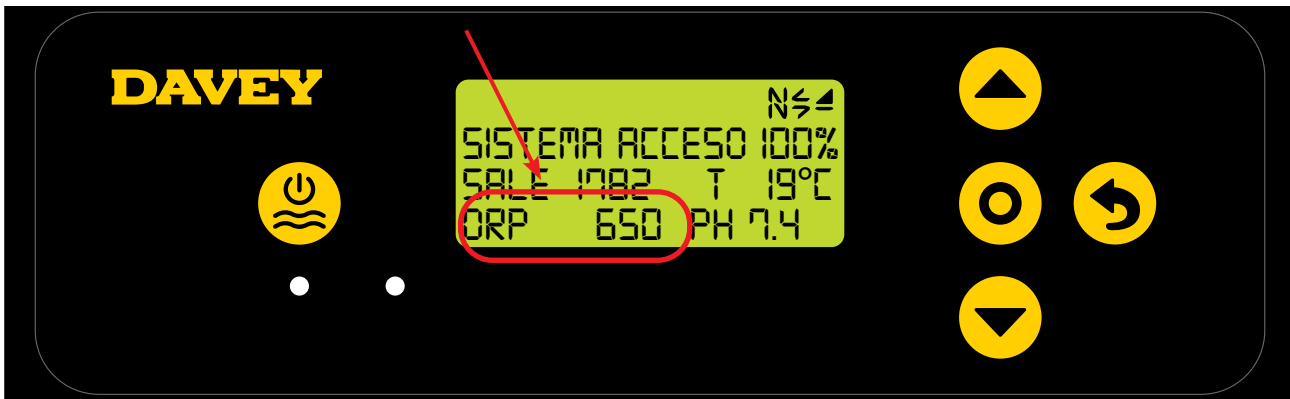 DAVEY
N
SISTEMA ACCESO 100%
SALE 1782 T 19°C
ORP 650 PH 7.4